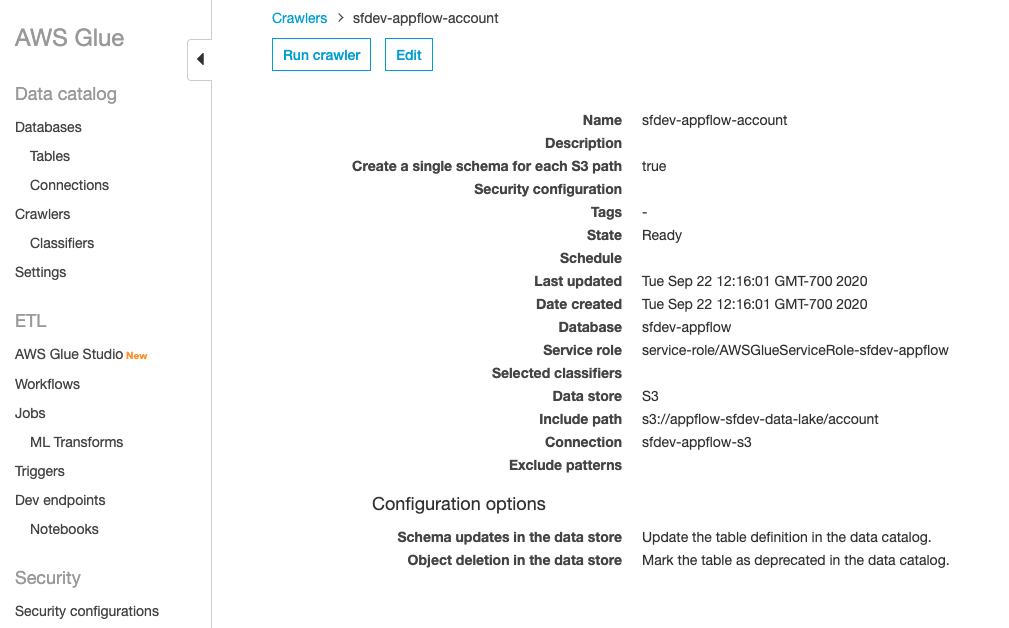 AWS Glue
Data catalog
Databases
Tables
Connections
Crawlers
Classifiers
Settings
ETL
AWS Glue Studio New
Workflows
Jobs
ML Transforms
Triggers
Dev endpoints
Notebooks
Security
Security configurations
Crawlers > sfdev-appflow-account
Run crawler Edit
Name sfdev-appflow-account
Description
Create a single schema for each S3 path true
Security configuration
Tags -
State Ready
Schedule
Last updated Tue Sep 22 12:16:01 GMT-700 2020
Date created Tue Sep 22 12:16:01 GMT-700 2020
Database sfdev-appflow
Service role service-role/AWSGlueServiceRole-sfdev-appflow
Selected classifiers
Data store S3
Include path s3://appflow-sfdev-data-lake/account
Connection sfdev-appflow-s3
Exclude patterns
Configuration options
Schema updates in the data store Update the table definition in the data catalog.
Object deletion in the data store Mark the table as deprecated in the data catalog.